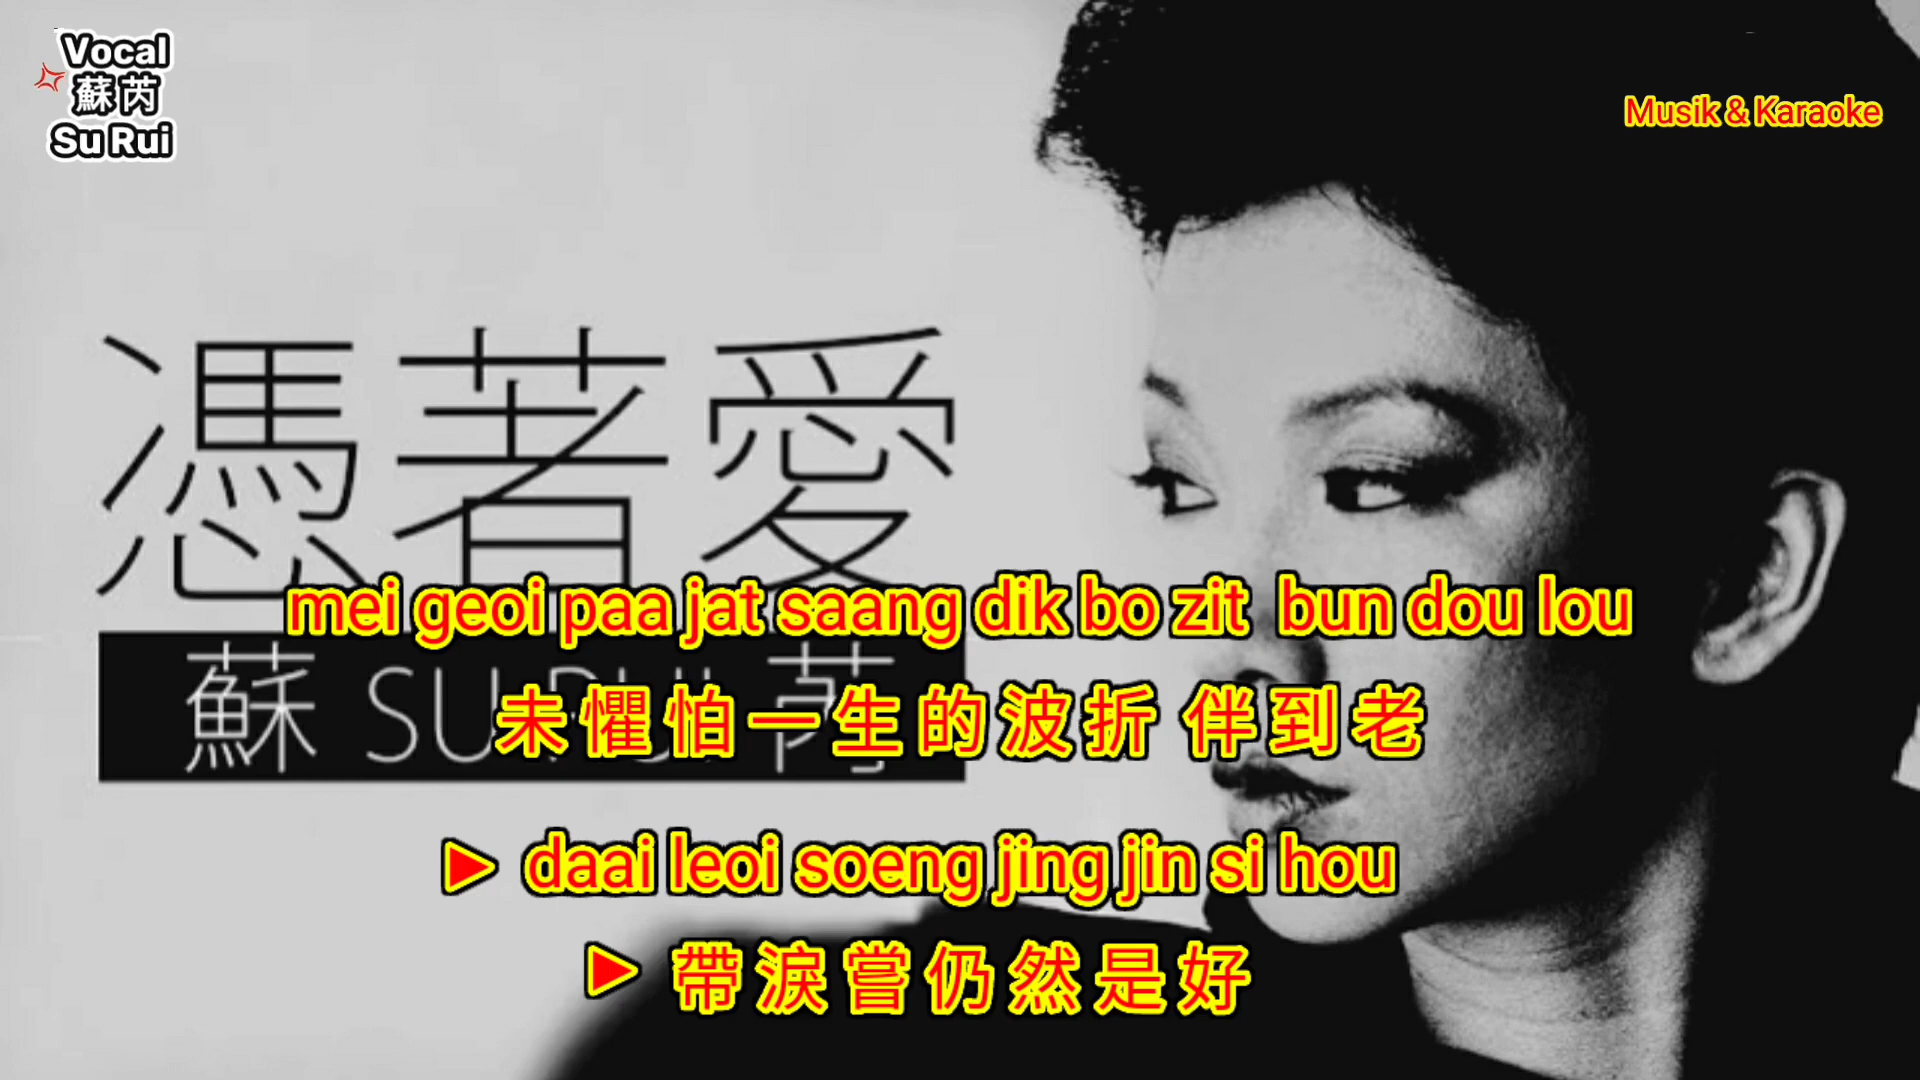 Vocal
蘇芮
Su Rui
Musik & Karaoke
憑著愛
mei geoi paa jat saang dik bo zit bun dou lou
蘇 SU RUI 芮
未懼怕一生的波折 伴到老
▶ daai leoi soeng jing jin si hou
▶ 帶淚嘗仍然是好